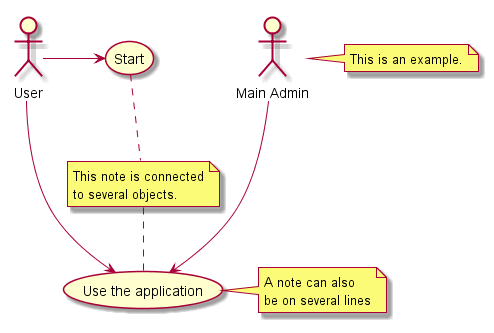 Start
This is an example.
User
Main Admin
This note is connected
to several objects.
Use the application
A note can also
be on several lines